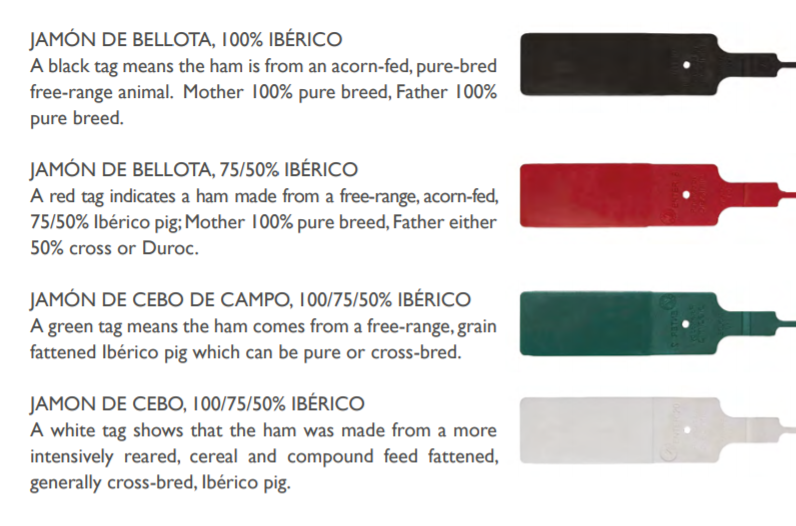 JAMÓN DE BELLOTA, 100% IBÉRICO
A black tag means the ham is from an acorn-fed, pure-bred
free-range animal. Mother 100% pure breed, Father 100%
pure breed.
JAMÓN DE BELLOTA, 75/50% IBÉRICO
A red tag indicates a ham made from a free-range, acorn-fed,
75/50% Ibérico pig; Mother 100% pure breed, Father either
50% cross or Duroc.
JAMÓN DE CEBO DE CAMPO, 100/75/50% IBÉRICO
A green tag means the ham comes from a free-range, grain
fattened Ibérico pig which can be pure or cross-bred.
JAMON DE CEBO, 100/75/50% IBÉRICO
A white tag shows that the ham was made from a more
intensively reared, cereal and compound feed fattened,
generally cross-bred, Ibérico pig.